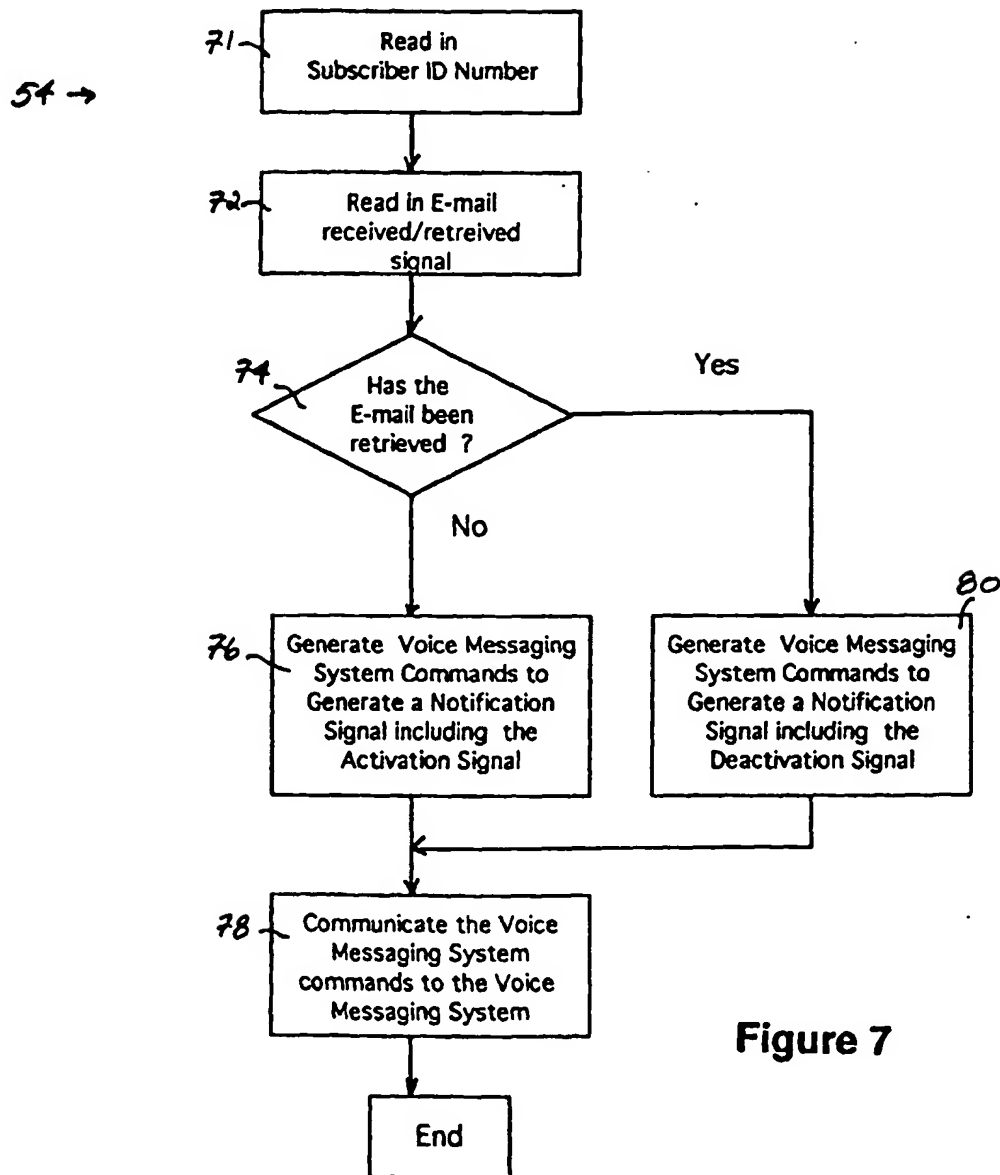 71
Read in
Subscriber ID Number
54 →
72
Read in E-mail
received/retreived
signal
74
Has the
E-mail been
retrieved ?
Yes
No
76
Generate Voice Messaging
System Commands to
Generate a Notification
Signal including the
Activation Signal
80
Generate Voice Messaging
System Commands to
Generate a Notification
Signal including the
Deactivation Signal
78
Communicate the Voice
Messaging System
commands to the Voice
Messaging System
Figure 7
End